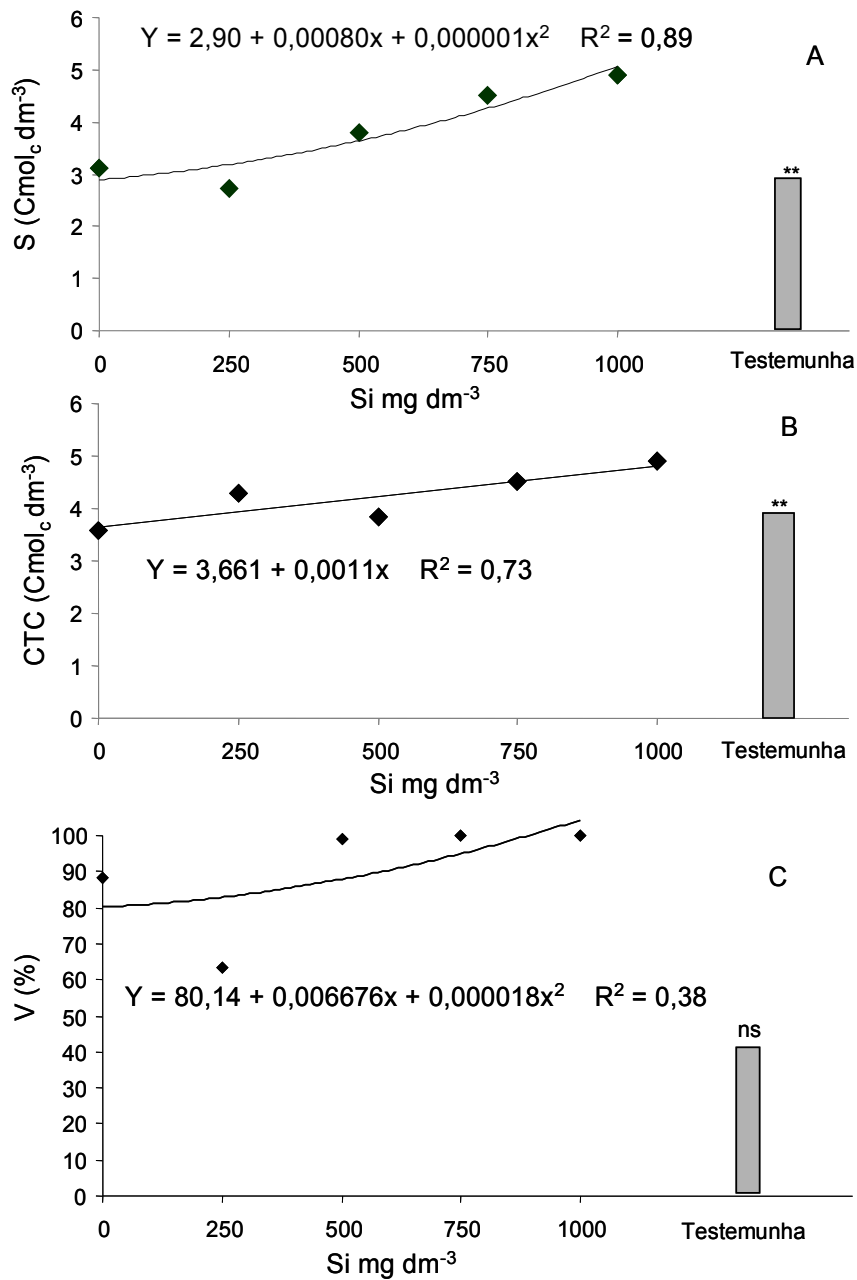 Y = 2,90 + 0,00080x + 0,000001x² R² = 0,89
A
S (Cmol_c dm⁻³)
6
5
4
3
2
1
0
**
0 250 500 750 1000 Testemunha
Si mg dm⁻³
B
CTC (Cmol_c dm⁻³)
6
5
4
3
2
1
0
**
Y = 3,661 + 0,0011x R² = 0,73
0 250 500 750 1000 Testemunha
Si mg dm⁻³
C
V (%)
100
90
80
70
60
50
40
30
20
10
0
Y = 80,14 + 0,006676x + 0,000018x² R² = 0,38
ns
0 250 500 750 1000 Testemunha
Si mg dm⁻³